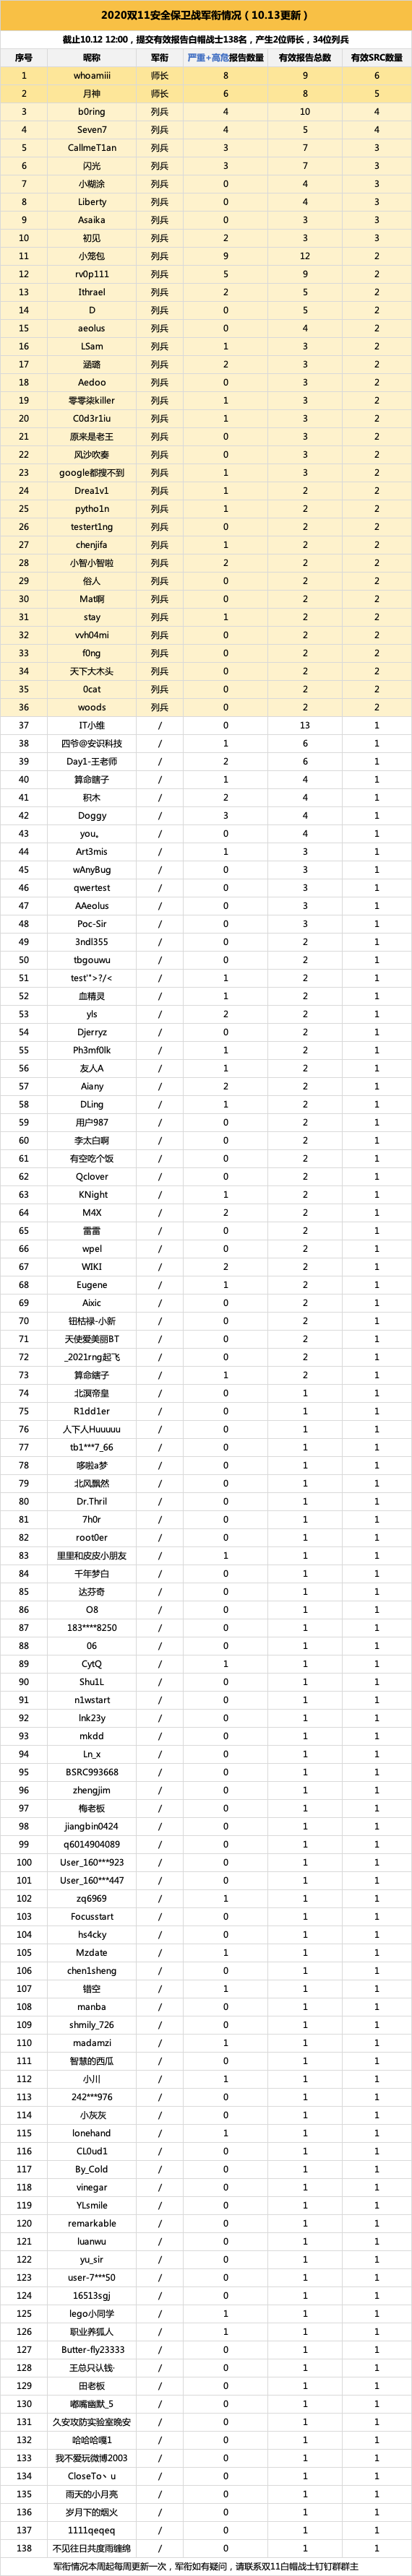 2020双11安全保卫战军衔情况（10.13更新）
截止10.12 12:00，提交有效报告白帽战士138名，产生2位师长，34位列兵
序号 昵称 军衔 严重+高危报告数量 有效报告总数 有效SRC数量
1 whoamiii 师长 8 9 6
2 月神 师长 6 8 5
3 b0ring 列兵 4 10 4
4 Seven7 列兵 4 5 4
5 CallmeT1an 列兵 3 7 3
6 闪光 列兵 3 7 3
7 小糊涂 列兵 0 4 3
8 Liberty 列兵 0 4 3
9 Asaika 列兵 0 3 3
10 初见 列兵 2 3 3
11 小笼包 列兵 9 12 2
12 rv0p111 列兵 5 9 2
13 Ithrael 列兵 2 5 2
14 D 列兵 0 5 2
15 aeolus 列兵 0 4 2
16 LSam 列兵 1 3 2
17 涵璐 列兵 2 3 2
18 Aedoo 列兵 0 3 2
19 零零柒killer 列兵 1 3 2
20 C0d3r1iu 列兵 1 3 2
21 原来是老王 列兵 0 3 2
22 风沙吹奏 列兵 0 3 2
23 google都搜不到 列兵 1 3 2
24 Drea1v1 列兵 1 2 2
25 pytho1n 列兵 1 2 2
26 testert1ng 列兵 0 2 2
27 chenjifa 列兵 1 2 2
28 小智小智啦 列兵 2 2 2
29 俗人 列兵 0 2 2
30 Mat啊 列兵 0 2 2
31 stay 列兵 1 2 2
32 vvh04mi 列兵 0 2 2
33 f0ng 列兵 0 2 2
34 天下大木头 列兵 0 2 2
35 0cat 列兵 0 2 2
36 woods 列兵 0 2 2
37 IT小维 / 0 13 1
38 四爷@安识科技 / 1 6 1
39 Day1-王老师 / 2 6 1
40 算命瞎子 / 1 4 1
41 积木 / 2 4 1
42 Doggy / 3 4 1
43 you。 / 0 4 1
44 Art3mis / 1 3 1
45 wAnyBug / 0 3 1
46 qwertest / 0 3 1
47 AAeolus / 0 3 1
48 Poc-Sir / 0 3 1
49 3ndl355 / 0 2 1
50 tbgouwu / 0 2 1
51 test'">?/< / 1 2 1
52 血精灵 / 1 2 1
53 yls / 2 2 1
54 Djerryz / 0 2 1
55 Ph3mf0lk / 1 2 1
56 友人A / 1 2 1
57 Aiany / 2 2 1
58 DLing / 1 2 1
59 用户987 / 0 2 1
60 李太白啊 / 0 2 1
61 有空吃个饭 / 0 2 1
62 Qclover / 0 2 1
63 KNight / 1 2 1
64 M4X / 2 2 1
65 雷雷 / 0 2 1
66 wpel / 0 2 1
67 WIKI / 2 2 1
68 Eugene / 1 2 1
69 Aixic / 0 2 1
70 钮枯禄-小新 / 0 2 1
71 天使爱美丽BT / 0 2 1
72 _2021rng起飞 / 0 2 1
73 算命瞎子 / 1 2 1
74 北溟帝皇 / 0 1 1
75 R1dd1er / 0 1 1
76 人下人Huuuuu / 0 1 1
77 tb1***7_66 / 0 1 1
78 哆啦a梦 / 0 1 1
79 北风飘然 / 0 1 1
80 Dr.Thril / 0 1 1
81 7h0r / 0 1 1
82 root0er / 0 1 1
83 里里和皮皮小朋友 / 1 1 1
84 千年梦白 / 0 1 1
85 达芬奇 / 0 1 1
86 O8 / 0 1 1
87 183****8250 / 0 1 1
88 06 / 0 1 1
89 CytQ / 1 1 1
90 Shu1L / 0 1 1
91 n1wstart / 0 1 1
92 lnk23y / 0 1 1
93 mkdd / 0 1 1
94 Ln_x / 0 1 1
95 BSRC993668 / 0 1 1
96 zhengjim / 0 1 1
97 梅老板 / 0 1 1
98 jiangbin0424 / 0 1 1
99 q6014904089 / 0 1 1
100 User_160***923 / 0 1 1
101 User_160***447 / 0 1 1
102 zq6969 / 1 1 1
103 Focusstart / 0 1 1
104 hs4cky / 0 1 1
105 Mzdate / 1 1 1
106 chen1sheng / 0 1 1
107 错空 / 1 1 1
108 manba / 0 1 1
109 shmily_726 / 0 1 1
110 madamzi / 1 1 1
111 智慧的西瓜 / 0 1 1
112 小川 / 1 1 1
113 242***976 / 0 1 1
114 小灰灰 / 0 1 1
115 lonehand / 1 1 1
116 CL0ud1 / 0 1 1
117 By_Cold / 0 1 1
118 vinegar / 0 1 1
119 YLsmile / 0 1 1
120 remarkable / 0 1 1
121 luanwu / 0 1 1
122 yu_sir / 0 1 1
123 user-7***50 / 0 1 1
124 16513sgj / 0 1 1
125 lego小同学 / 1 1 1
126 职业养狐人 / 1 1 1
127 Butter-fly23333 / 0 1 1
128 王总只认钱· / 0 1 1
129 田老板 / 0 1 1
130 嘟嘴幽默_5 / 0 1 1
131 久安攻防实验室晚安 / 0 1 1
132 哈哈哈嘎1 / 0 1 1
133 我不爱玩微博2003 / 0 1 1
134 CloseTo丶u / 0 1 1
135 雨天的小月亮 / 0 1 1
136 岁月下的烟火 / 0 1 1
137 1111qeqeq / 0 1 1
138 不见往日共度雨缠绵 / 0 1 1
军衔情况本周起每周更新一次，军衔如有疑问，请联系双11白帽战士钉钉群群主